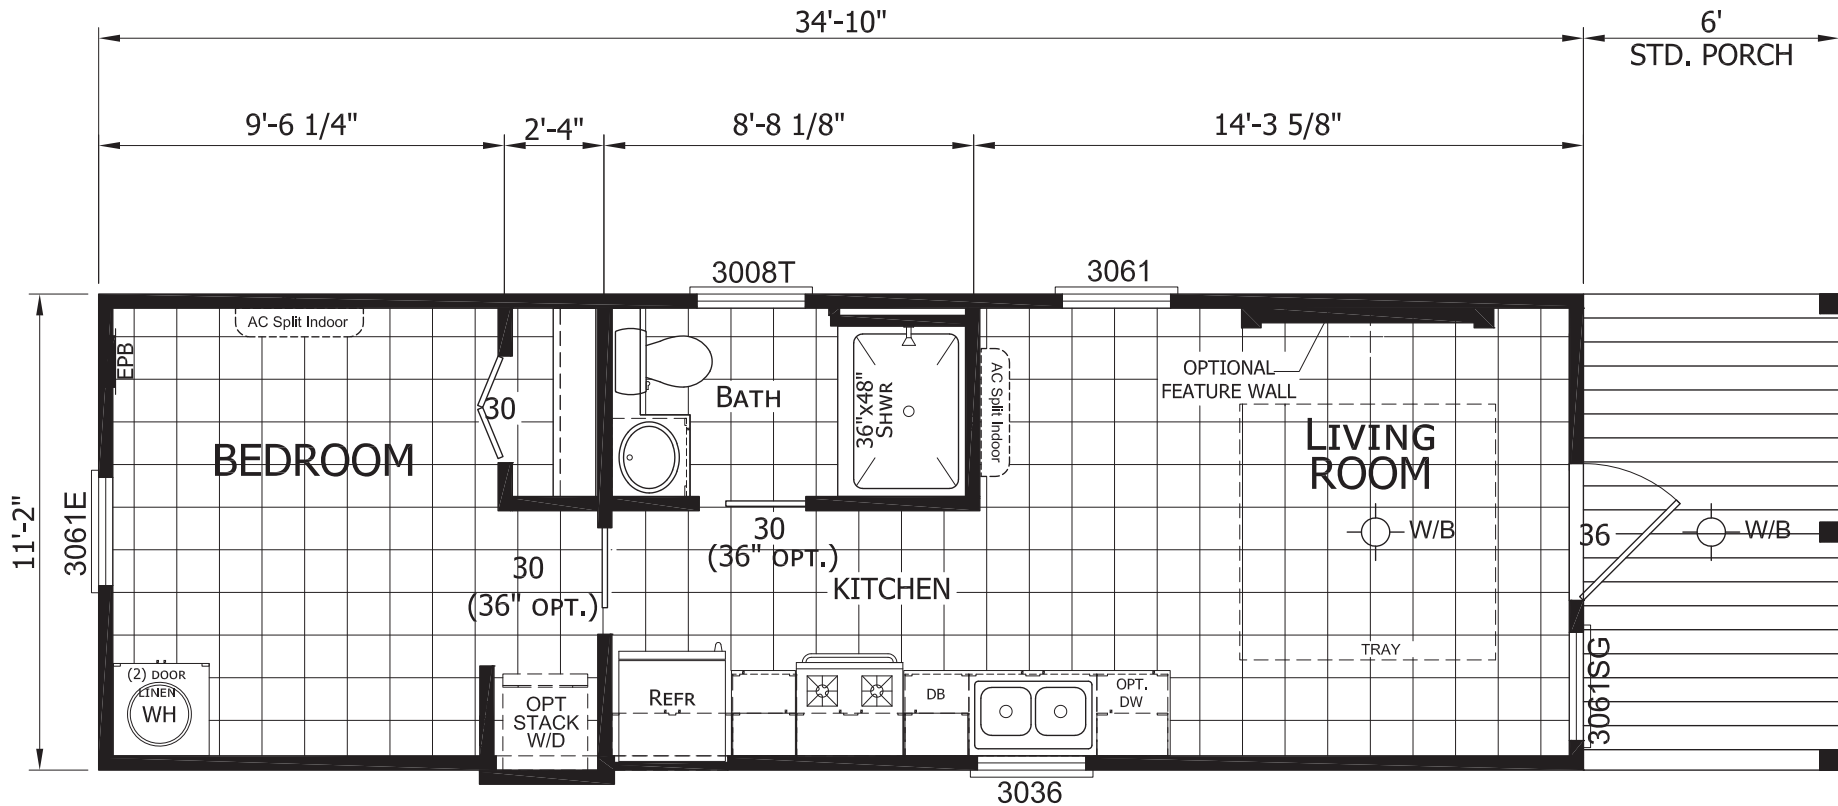 34'-10"
6'
STD. PORCH
9'-6 1/4"
2'-4"
8'-8 1/8"
14'-3 5/8"
3008T
3061
AC Split Indoor
EPB
30
BATH
36"x48"
SHWR
AC Split Indoor
OPTIONAL
FEATURE WALL
BEDROOM
LIVING
ROOM
11'-2"
3061E
30
(36" OPT.)
30
(36" OPT.)
KITCHEN
W/B
36
W/B
TRAY
(2) DOOR
LINEN
WH
OPT
STACK
W/D
REFR
DB
OPT.
DW
3061SG
3036